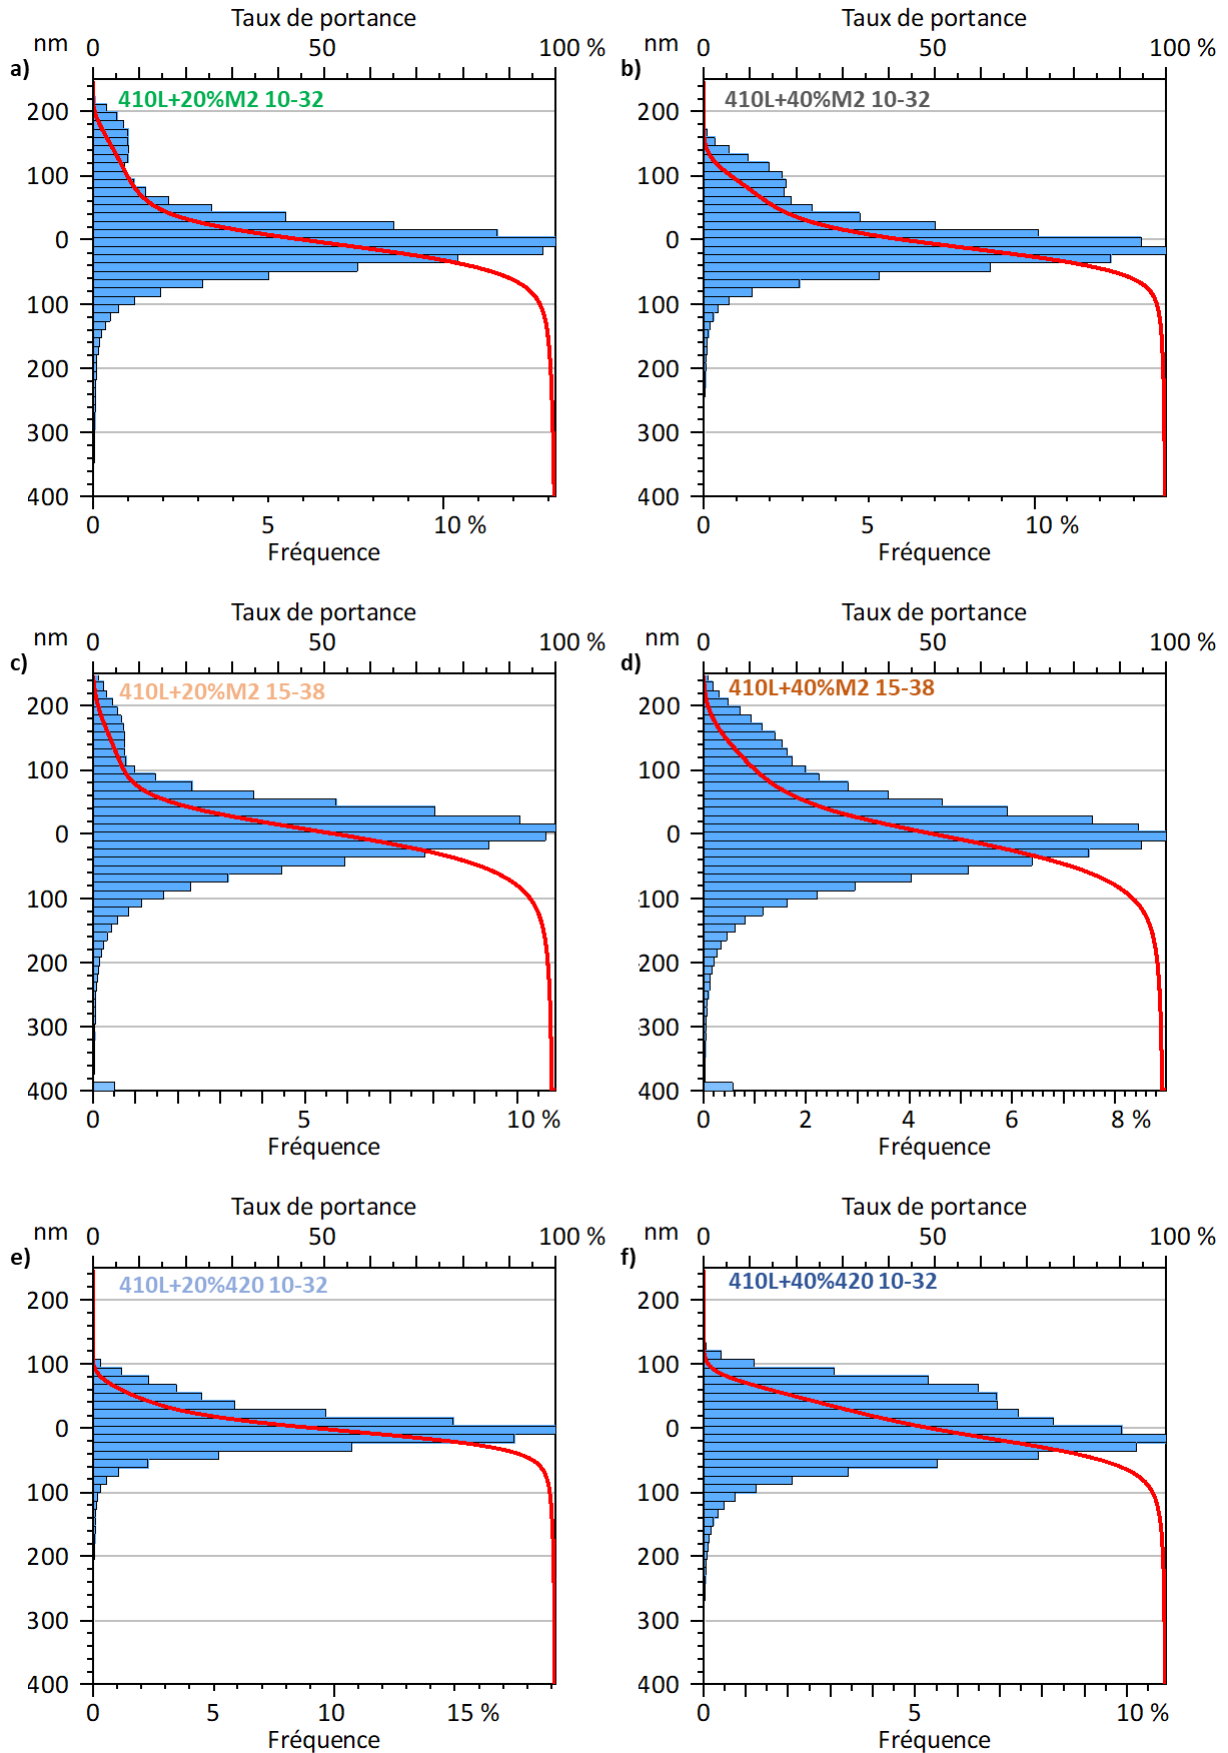 Taux de portance
nm 0 50 100 %
a)
410L+20%M2 10-32
200
100
0
100
200
300
400
0 5 10 %
Fréquence
Taux de portance
nm 0 50 100 %
b)
410L+40%M2 10-32
200
100
0
100
200
300
400
0 5 10 %
Fréquence
Taux de portance
nm 0 50 100 %
c)
410L+20%M2 15-38
200
100
0
100
200
300
400
0 5 10 %
Fréquence
Taux de portance
nm 0 50 100 %
d)
410L+40%M2 15-38
200
100
0
100
200
300
400
0 2 4 6 8 %
Fréquence
Taux de portance
nm 0 50 100 %
e)
410L+20%420 10-32
200
100
0
100
200
300
400
0 5 10 15 %
Fréquence
Taux de portance
nm 0 50 100 %
f)
410L+40%420 10-32
200
100
0
100
200
300
400
0 5 10 %
Fréquence